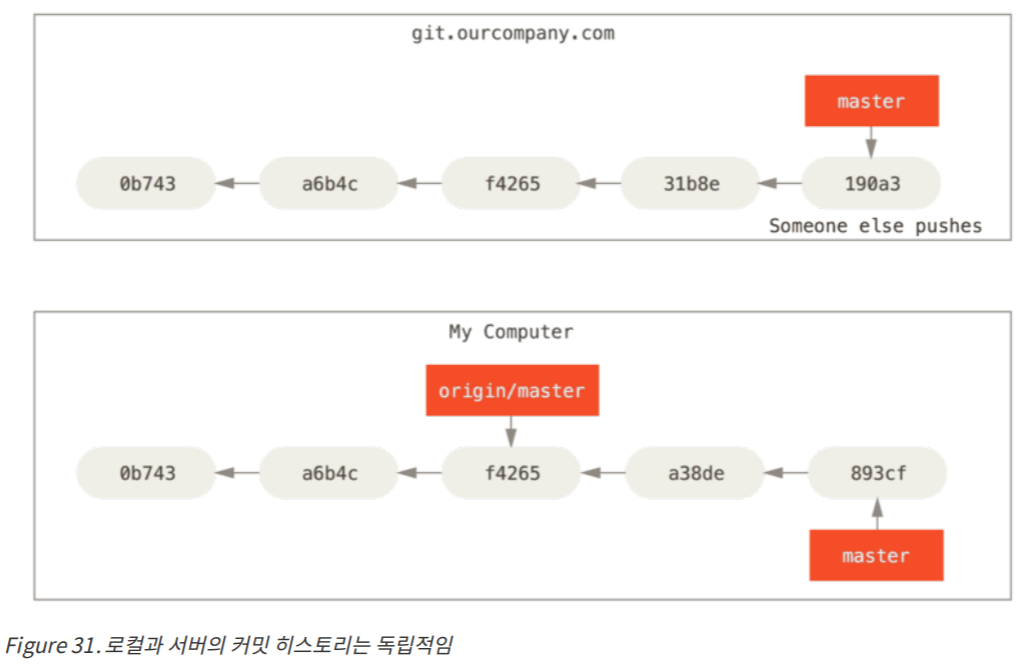 git.ourcompany.com
master
0b743 a6b4c f4265 31b8e 190a3
Someone else pushes
My Computer
origin/master
0b743 a6b4c f4265 a38de 893cf
master
Figure 31. 로컬과 서버의 커밋 히스토리는 독립적임